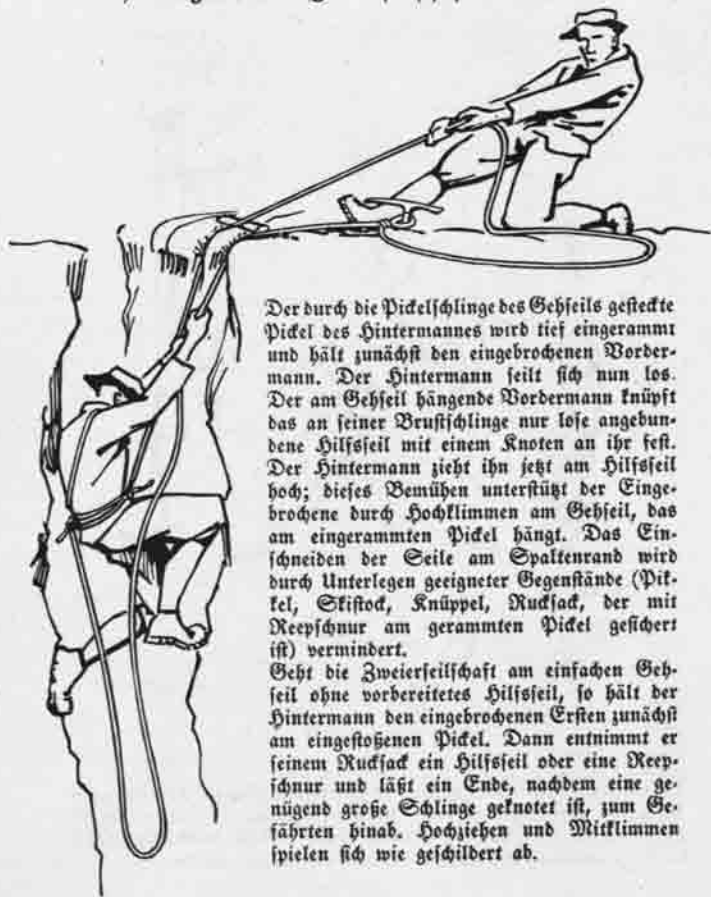 Der durch die Pickelschlinge des Gehseils gesteckte
Pickel des Hintermannes wird tief eingerammt
und hält zunächst den eingebrochenen Vorder-
mann. Der Hintermann seilt sich nun los.
Der am Gehseil hängende Vordermann knüpft
das an seiner Brustschlinge nur lose angebun-
dene Hilfsseil mit einem Knoten an ihr fest.
Der Hintermann zieht ihn jetzt am Hilfsseil
hoch; dieses Bemühen unterstützt der Einge-
brochene durch Hochklimmen am Gehseil, das
am eingerammten Pickel hängt. Das Ein-
schneiden der Seile am Spaltenrand wird
durch Unterlegen geeigneter Gegenstände (Pik-
kel, Skistock, Knüppel, Rucksack, der mit
Reepschnur am gerammten Pickel gesichert
ist) vermindert.
Geht die Zweierseilschaft am einfachen Geh-
seil ohne vorbereitetes Hilfsseil, so hält der
Hintermann den eingebrochenen Ersten zunächst
am eingestoßenen Pickel. Dann entnimmt er
seinem Rucksack ein Hilfsseil oder eine Reep-
schnur und läßt ein Ende, nachdem eine ge-
nügend große Schlinge geknotet ist, zum Ge-
fährten hinab. Hochziehen und Mitklimmen
spielen sich wie geschildert ab.